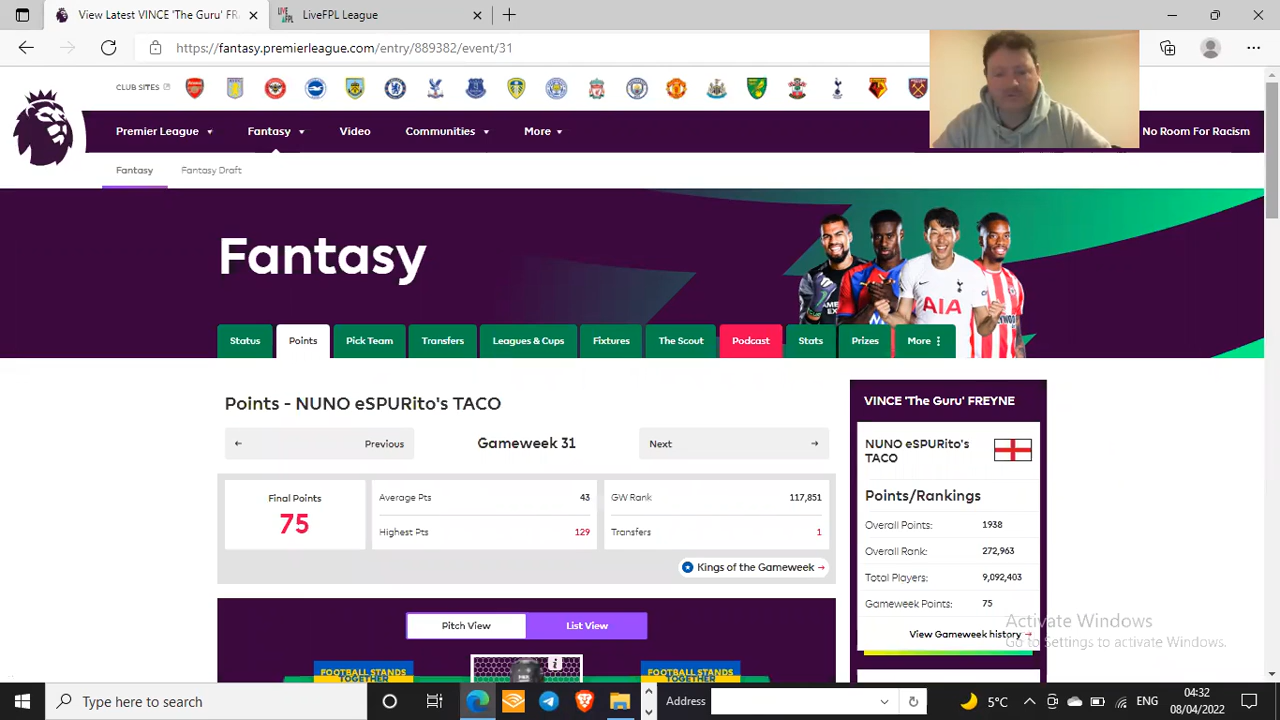 View Latest VINCE 'The Guru' FR
LiveFPL League
https://fantasy.premierleague.com/entry/889382/event/31
CLUB SITES
Premier League
Fantasy
Video
Communities
More
No Room For Racism
Fantasy
Fantasy Draft
Fantasy
AIA
Status
Points
Pick Team
Transfers
Leagues & Cups
Fixtures
The Scout
Podcast
Stats
Prizes
More
Points - NUNO eSPURito's TACO
Previous
Gameweek 31
Next
Final Points
75
Average Pts 43
Highest Pts 129
GW Rank 117,851
Transfers 1
Kings of the Gameweek
Pitch View
List View
FOOTBALL STANDS
TOGETHER
FOOTBALL STANDS
TOGETHER
VINCE 'The Guru' FREYNE
NUNO eSPURito's
TACO
Points/Rankings
Overall Points: 1938
Overall Rank: 272,963
Total Players: 9,092,403
Gameweek Points: 75
View Gameweek history
Activate Windows
Go to Settings to activate Windows.
Type here to search
Address
5°C
ENG
04:32
08/04/2022